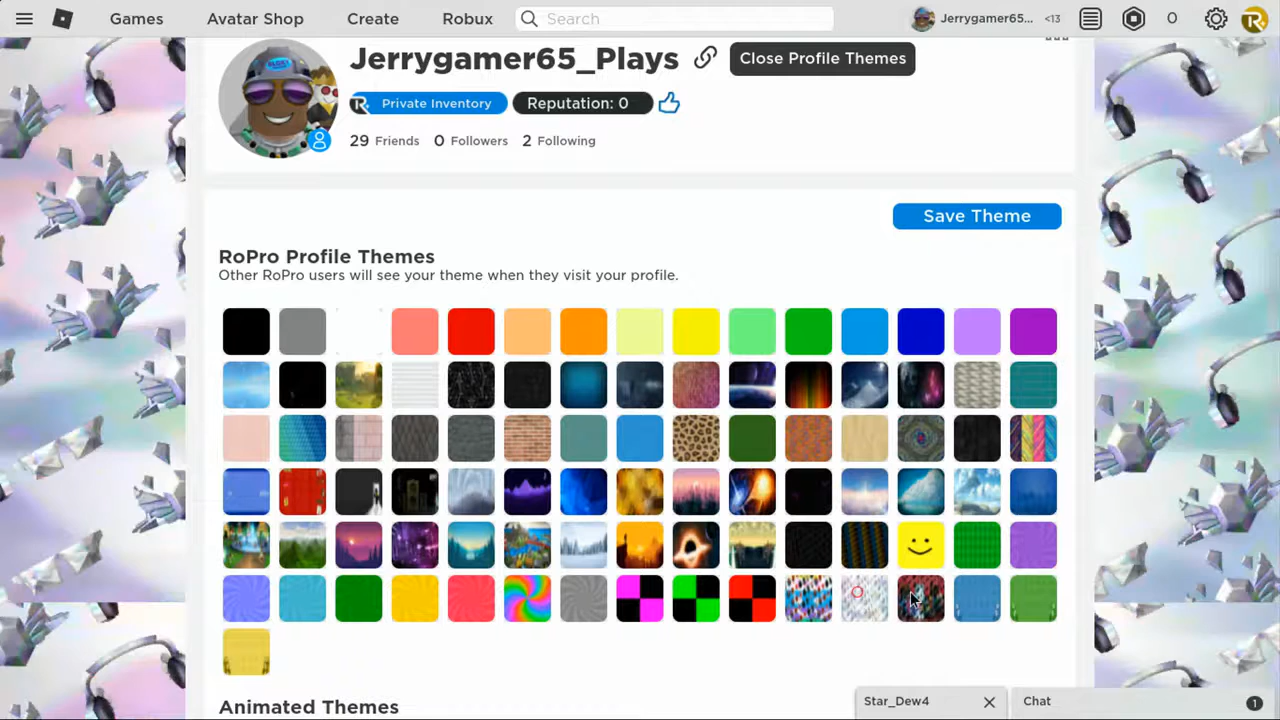 Games Avatar Shop Create Robux Search Jerrygamer65... <13 0
Jerrygamer65_Plays Close Profile Themes
Private Inventory Reputation: 0
29 Friends 0 Followers 2 Following
Save Theme
RoPro Profile Themes
Other RoPro users will see your theme when they visit your profile.
Animated Themes
Star_Dew4 Chat 1